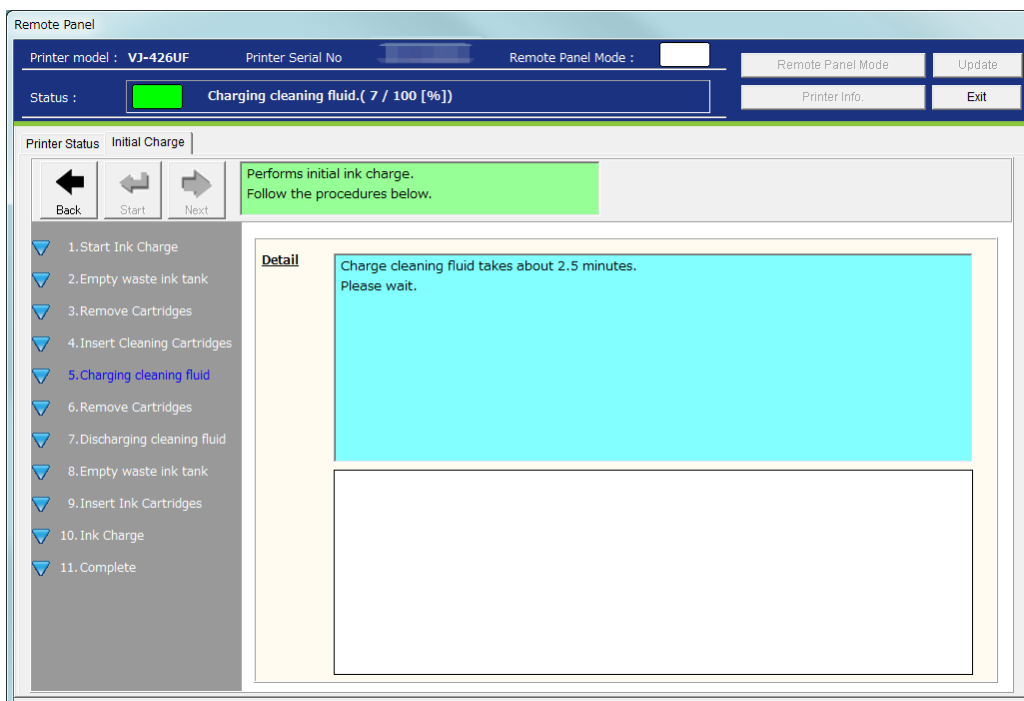 Remote Panel
Printer model : VJ-426UF Printer Serial No Remote Panel Mode :
Remote Panel Mode Update
Status : Charging cleaning fluid.( 7 / 100 [%])
Printer Info. Exit
Printer Status Initial Charge
Back Start Next
Performs initial ink charge.
Follow the procedures below.
1.Start Ink Charge
2.Empty waste ink tank
3.Remove Cartridges
4.Insert Cleaning Cartridges
5.Charging cleaning fluid
6.Remove Cartridges
7.Discharging cleaning fluid
8.Empty waste ink tank
9.Insert Ink Cartridges
10.Ink Charge
11.Complete
Detail
Charge cleaning fluid takes about 2.5 minutes.
Please wait.